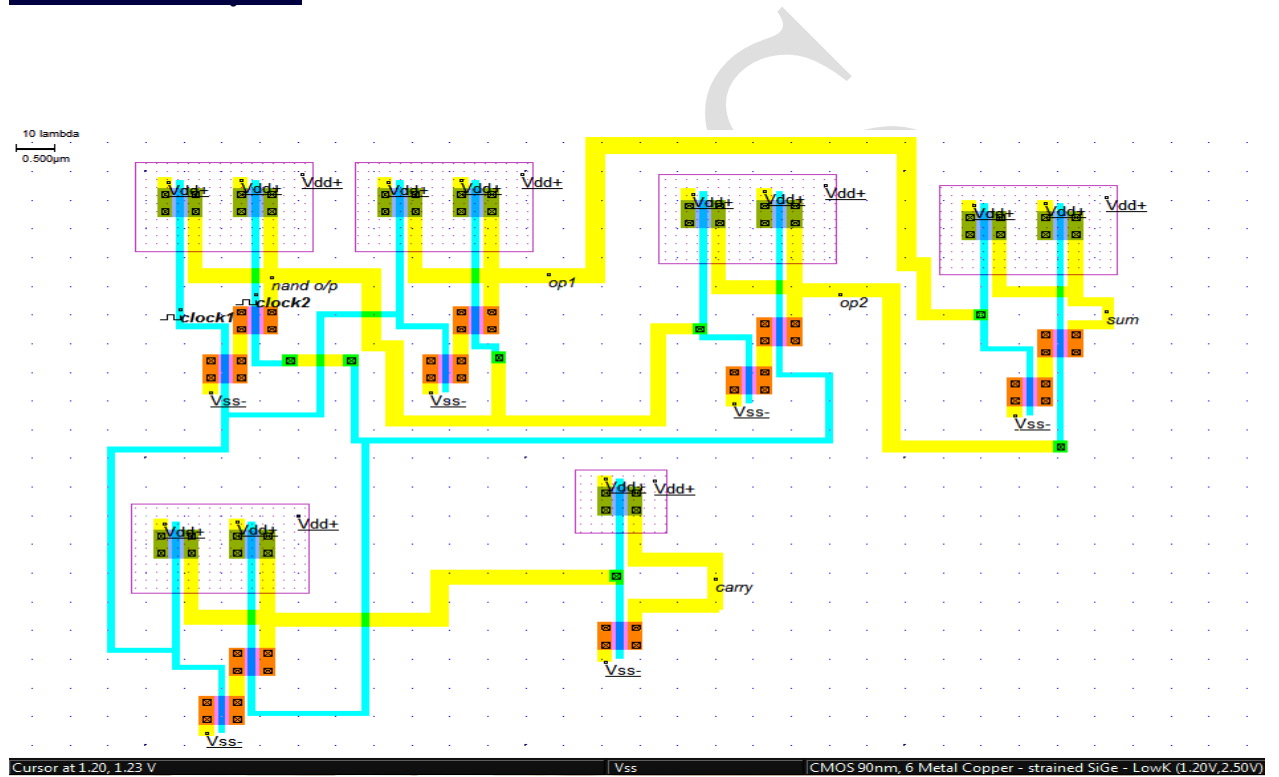 10 lambda
0.500µm
Vdd+ Vdd+ Vdd+
Vdd+ Vdd+ Vdd+
Vdd+ Vdd+ Vdd+
Vdd+ Vdd+ Vdd+
nand o/p
op1
clock2
clock1
op2
sum
Vss-
Vss-
Vss-
Vss-
Vdd+ Vdd+
Vdd+ Vdd+ Vdd+
carry
Vss-
Vss-
Cursor at 1.20, 1.23 V
Vss
CMOS 90nm, 6 Metal Copper - strained SiGe - LowK (1.20V,2.50V)